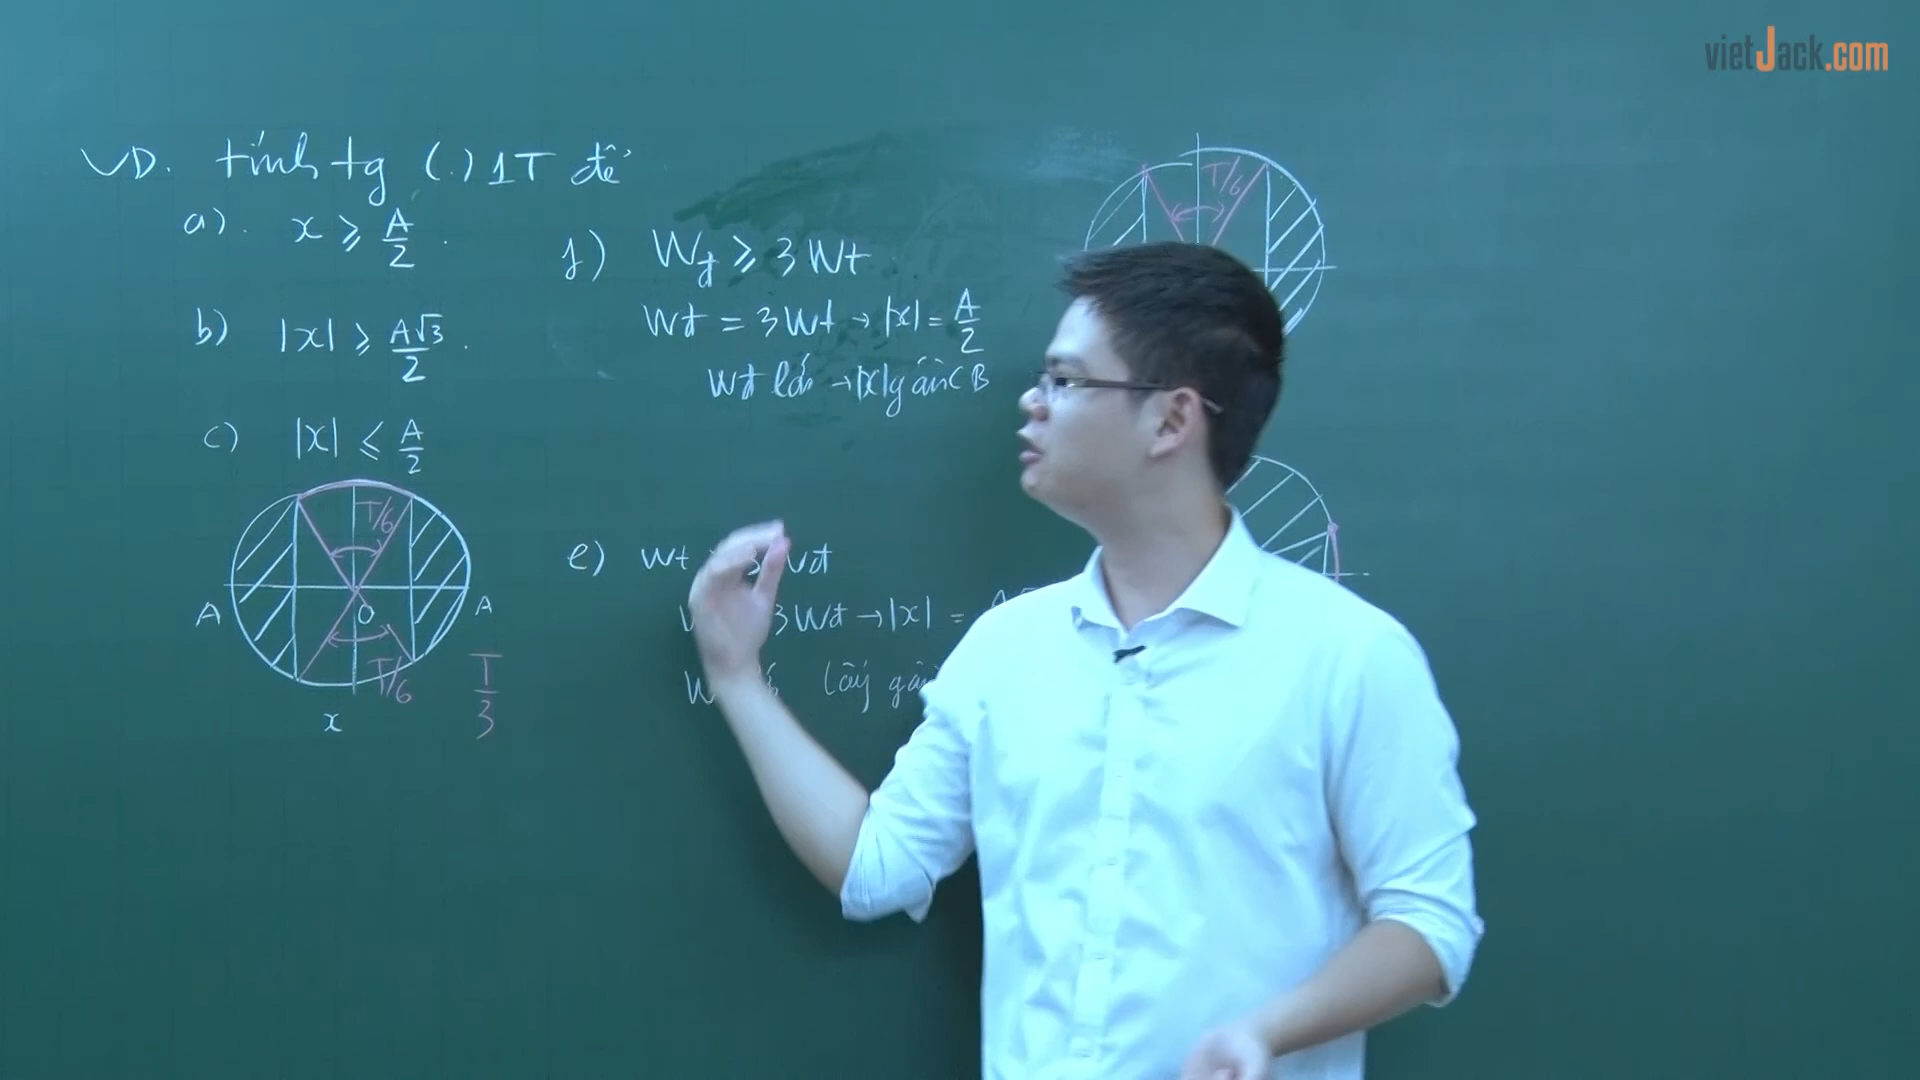 vietJack.com
VD. tính tg (.) 1T để
a). x ⩾ A/2.
b) |x| ⩾ A√3/2.
c) |x| ⩽ A/2
T/6
A O A
T/6
x
T/3
f) Wđ ⩾ 3Wt
Wđ = 3Wt → |x| = A/2
Wđ lớn → |x| gần CB
e) Wt 3Wđ
3Wđ → |x| =
lấy
T/6